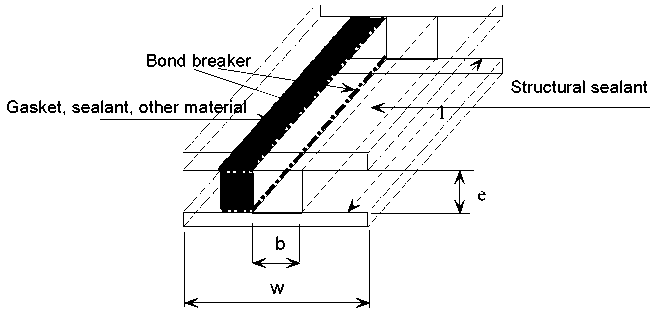 Bond breaker
Structural sealant
Gasket, sealant, other material
l
e
b
w